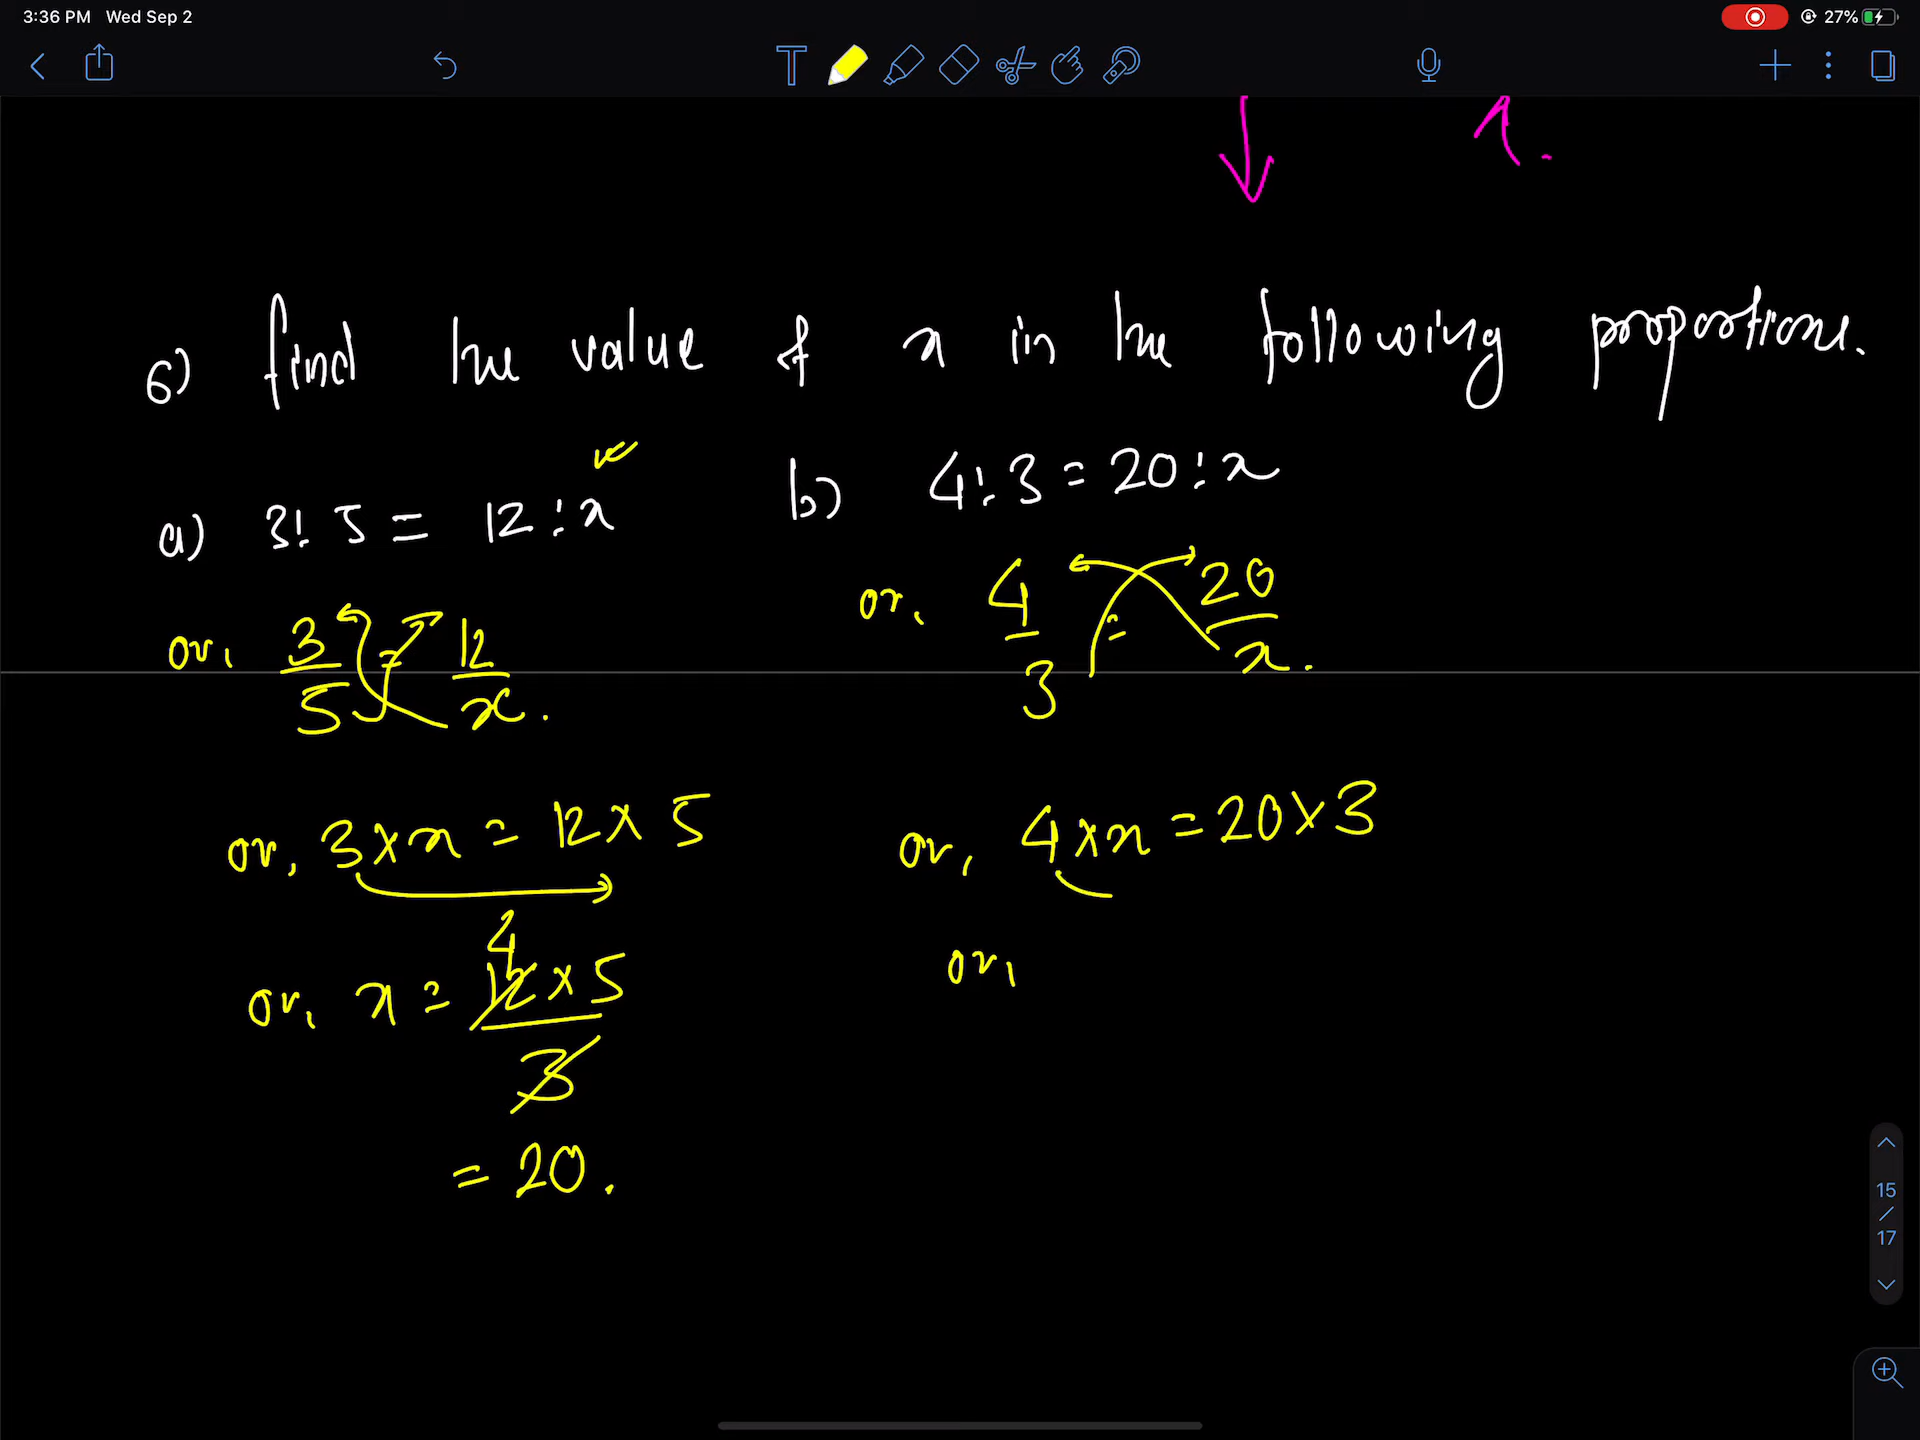 3:36 PM Wed Sep 2
27%
6) find the value of x in the following proportions.
a) 3:5 = 12:x
or, 3/5 = 12/x.
or, 3×x = 12×5
4
or, x = 12×5/3
= 20.
b) 4:3 = 20:x
or, 4/3 = 20/x.
or, 4×x = 20×3
or,
15
/
17